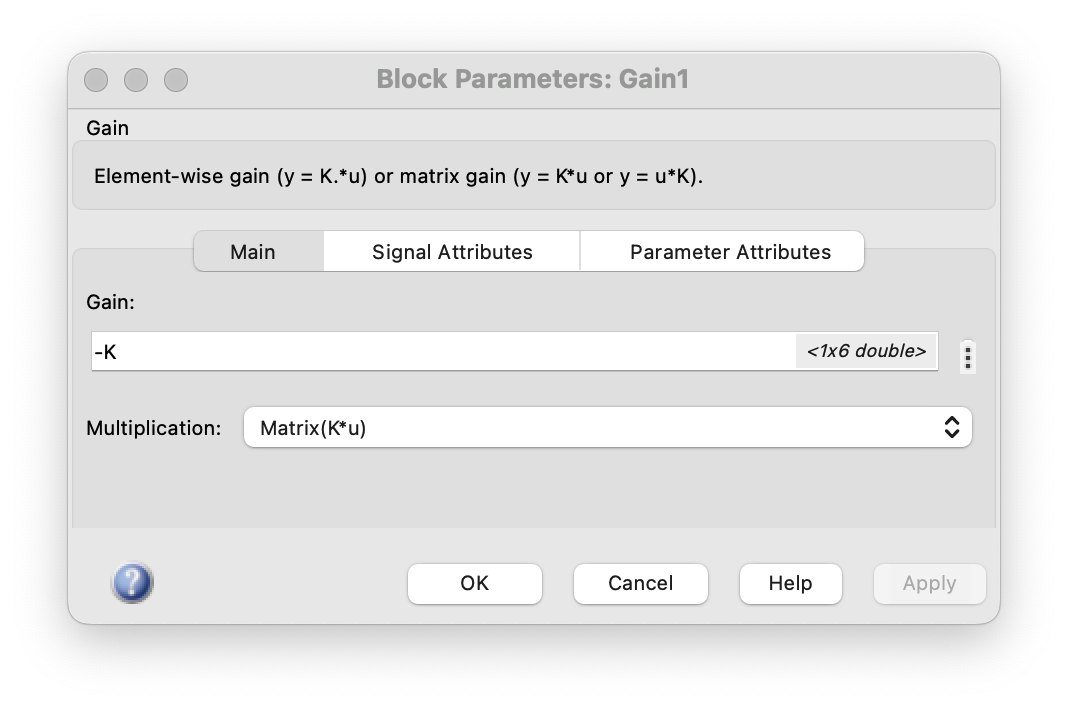 Block Parameters: Gain1
Gain
Element-wise gain (y = K.*u) or matrix gain (y = K*u or y = u*K).
Main Signal Attributes Parameter Attributes
Gain:
-K <1x6 double>
Multiplication: Matrix(K*u)
? OK Cancel Help Apply